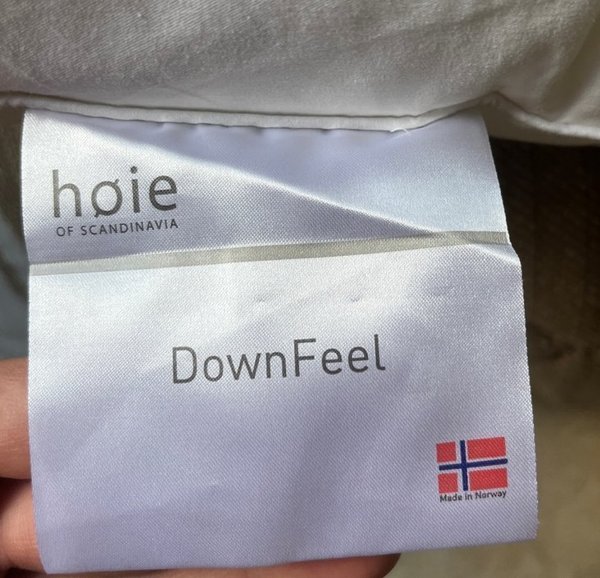 høie
OF SCANDINAVIA
DownFeel
Made in Norway